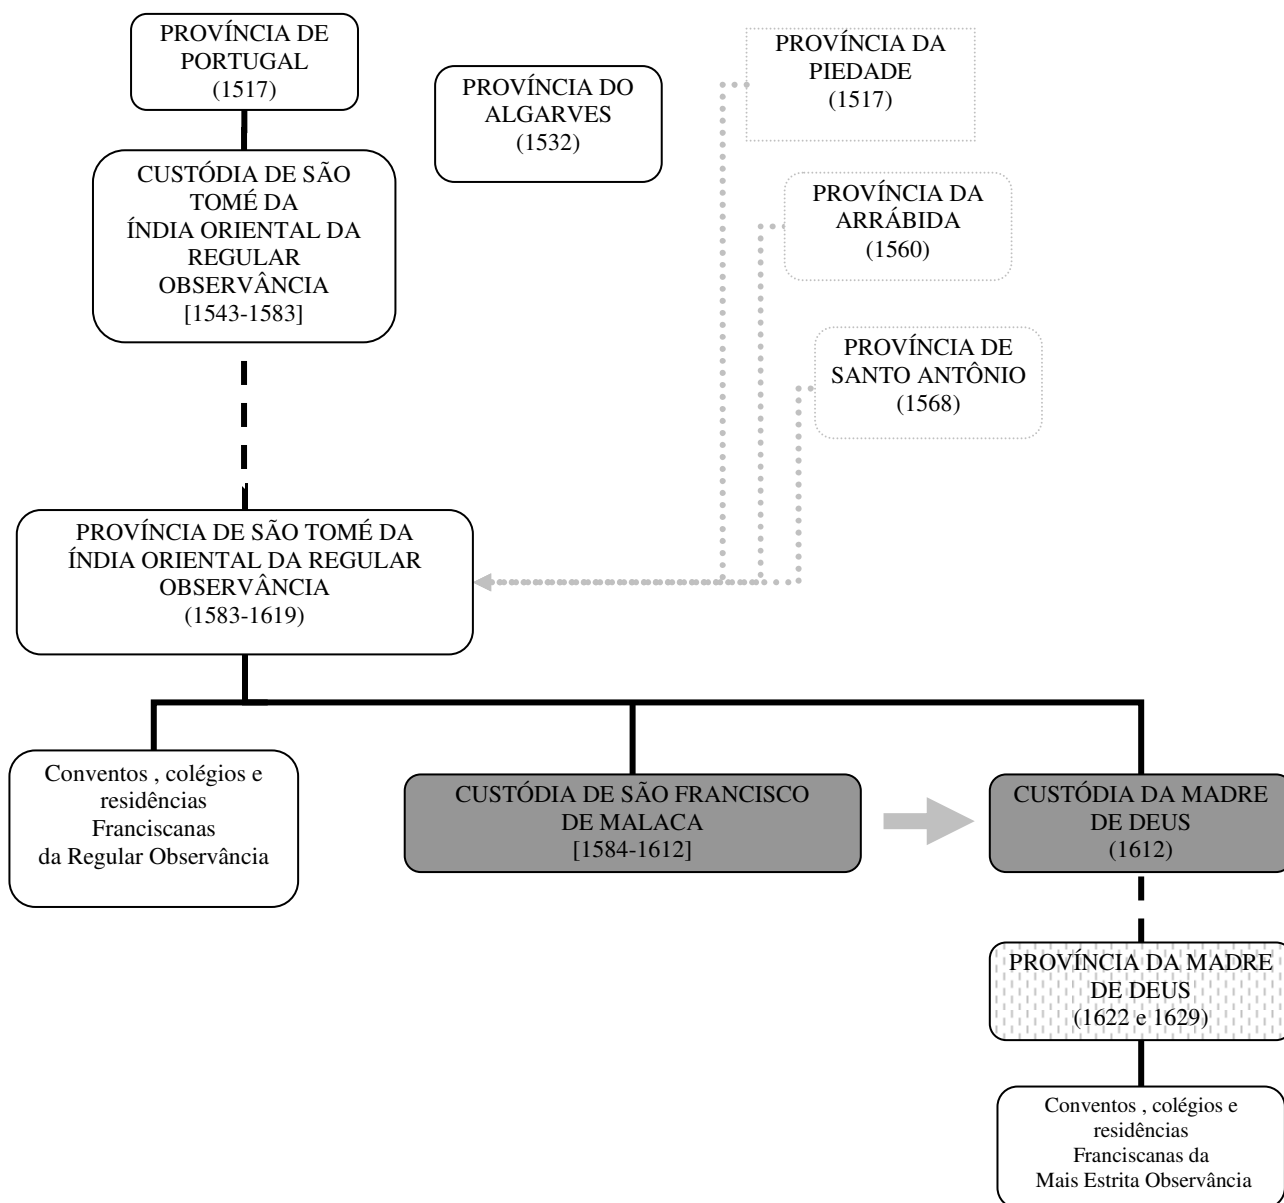 PROVÍNCIA DE
PORTUGAL
(1517)
PROVÍNCIA DO
ALGARVES
(1532)
PROVÍNCIA DA
PIEDADE
(1517)
CUSTÓDIA DE SÃO
TOMÉ DA
ÍNDIA ORIENTAL DA
REGULAR
OBSERVÂNCIA
[1543-1583]
PROVÍNCIA DA
ARRÁBIDA
(1560)
PROVÍNCIA DE
SANTO ANTÔNIO
(1568)
PROVÍNCIA DE SÃO TOMÉ DA
ÍNDIA ORIENTAL DA REGULAR
OBSERVÂNCIA
(1583-1619)
Conventos , colégios e
residências
Franciscanas
da Regular Observância
CUSTÓDIA DE SÃO FRANCISCO
DE MALACA
[1584-1612]
CUSTÓDIA DA MADRE
DE DEUS
(1612)
PROVÍNCIA DA MADRE
DE DEUS
(1622 e 1629)
Conventos , colégios e
residências
Franciscanas da
Mais Estrita Observância